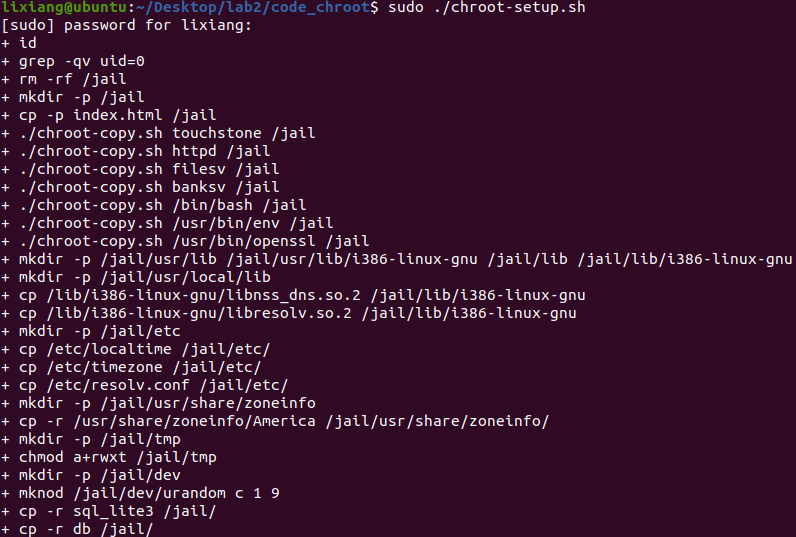 lixiang@ubuntu:~/Desktop/lab2/code_chroot$ sudo ./chroot-setup.sh
[sudo] password for lixiang:
+ id
+ grep -qv uid=0
+ rm -rf /jail
+ mkdir -p /jail
+ cp -p index.html /jail
+ ./chroot-copy.sh touchstone /jail
+ ./chroot-copy.sh httpd /jail
+ ./chroot-copy.sh filesv /jail
+ ./chroot-copy.sh banksv /jail
+ ./chroot-copy.sh /bin/bash /jail
+ ./chroot-copy.sh /usr/bin/env /jail
+ ./chroot-copy.sh /usr/bin/openssl /jail
+ mkdir -p /jail/usr/lib /jail/usr/lib/i386-linux-gnu /jail/lib /jail/lib/i386-linux-gnu
+ mkdir -p /jail/usr/local/lib
+ cp /lib/i386-linux-gnu/libnss_dns.so.2 /jail/lib/i386-linux-gnu
+ cp /lib/i386-linux-gnu/libresolv.so.2 /jail/lib/i386-linux-gnu
+ mkdir -p /jail/etc
+ cp /etc/localtime /jail/etc/
+ cp /etc/timezone /jail/etc/
+ cp /etc/resolv.conf /jail/etc/
+ mkdir -p /jail/usr/share/zoneinfo
+ cp -r /usr/share/zoneinfo/America /jail/usr/share/zoneinfo/
+ mkdir -p /jail/tmp
+ chmod a+rwxt /jail/tmp
+ mkdir -p /jail/dev
+ mknod /jail/dev/urandom c 1 9
+ cp -r sql_lite3 /jail/
+ cp -r db /jail/